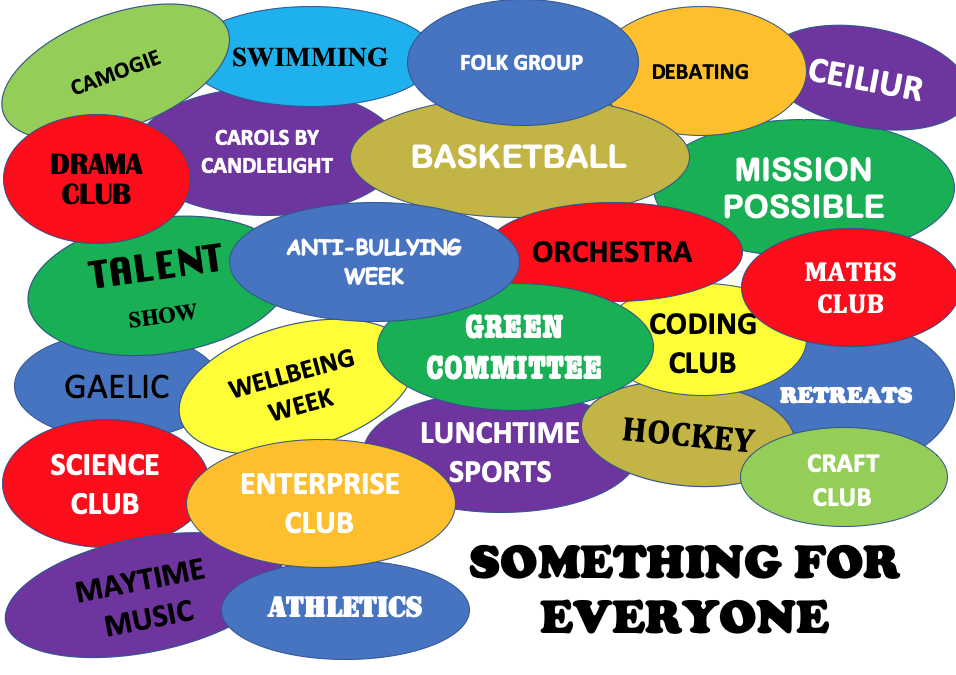 CAMOGIE
SWIMMING
FOLK GROUP
DEBATING
CEILIUR
DRAMA
CLUB
CAROLS BY
CANDLELIGHT
BASKETBALL
MISSION
POSSIBLE
TALENT
SHOW
ANTI-BULLYING
WEEK
ORCHESTRA
MATHS
CLUB
GAELIC
WELLBEING
WEEK
GREEN
COMMITTEE
CODING
CLUB
RETREATS
SCIENCE
CLUB
ENTERPRISE
CLUB
LUNCHTIME
SPORTS
HOCKEY
CRAFT
CLUB
MAYTIME
MUSIC
ATHLETICS
SOMETHING FOR
EVERYONE